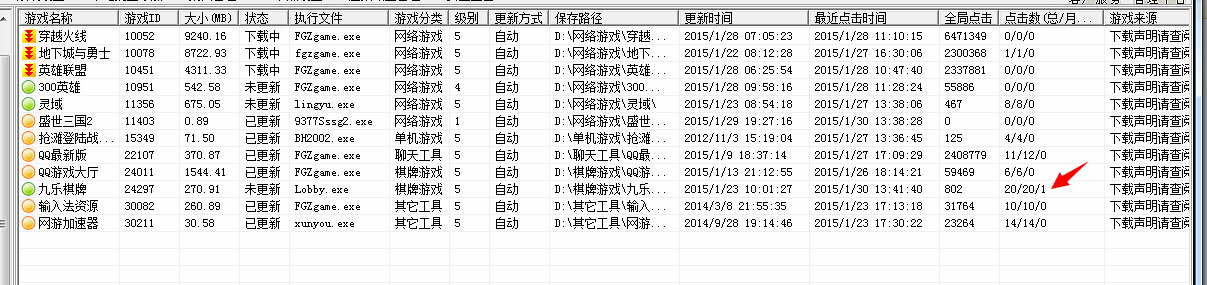 游戏名称 游戏ID 大小(MB) 状态 执行文件 游戏分类 级别 更新方式 保存路径 更新时间 最近点击时间 全局点击 点击数(总/月... 游戏来源
穿越火线 10052 9240.16 下载中 FGZgame.exe 网络游戏 5 自动 D:\网络游戏\穿越... 2015/1/28 07:05:23 2015/1/28 11:10:15 6471349 0/0/0 下载声明请查阅
地下城与勇士 10078 8722.93 下载中 fgzgame.exe 网络游戏 5 自动 D:\网络游戏\地下... 2015/1/22 08:12:28 2015/1/27 16:30:06 2300368 1/1/0 下载声明请查阅
英雄联盟 10451 4311.33 下载中 FGZgame.exe 网络游戏 5 自动 D:\网络游戏\英雄... 2015/1/28 06:25:54 2015/1/28 10:47:40 2337881 0/0/0 下载声明请查阅
300英雄 10951 542.58 未更新 FGZgame.exe 网络游戏 4 自动 D:\网络游戏\300... 2015/1/28 09:58:16 2015/1/28 11:28:24 55886 0/0/0 下载声明请查阅
灵域 11356 675.05 未更新 lingyu.exe 网络游戏 5 自动 D:\网络游戏\灵域\ 2015/1/23 08:54:18 2015/1/27 13:38:06 467 8/8/0 下载声明请查阅
盛世三国2 11403 0.89 已更新 9377Sssg2.exe 网络游戏 1 自动 D:\网络游戏\盛世... 2015/1/29 19:27:16 2015/1/30 13:38:28 0 0/0/0 下载声明请查阅
抢滩登陆战... 15349 71.50 已更新 BH2002.exe 单机游戏 5 自动 D:\单机游戏\抢滩... 2012/11/3 15:19:04 2015/1/27 13:36:45 125 4/4/0 下载声明请查阅
QQ最新版 22107 370.87 已更新 FGZgame.exe 聊天工具 5 自动 D:\聊天工具\QQ最... 2015/1/9 18:37:14 2015/1/27 17:09:29 2408779 11/12/0 下载声明请查阅
QQ游戏大厅 24011 1544.41 已更新 FGZgame.exe 棋牌游戏 5 自动 D:\棋牌游戏\QQ游... 2015/1/13 21:12:55 2015/1/26 18:14:21 59469 6/6/0 下载声明请查阅
九乐棋牌 24297 270.91 未更新 Lobby.exe 棋牌游戏 5 自动 D:\棋牌游戏\九乐... 2015/1/23 10:01:27 2015/1/30 13:41:40 802 20/20/1 下载声明请查阅
输入法资源 30082 260.89 已更新 FGZgame.exe 其它工具 5 自动 D:\其它工具\输入... 2014/3/8 21:55:35 2015/1/23 17:13:18 31764 10/10/0 下载声明请查阅
网游加速器 30211 30.58 已更新 xunyou.exe 其它工具 5 自动 D:\其它工具\网游... 2014/9/28 19:14:46 2015/1/23 17:30:22 23264 14/14/0 下载声明请查阅